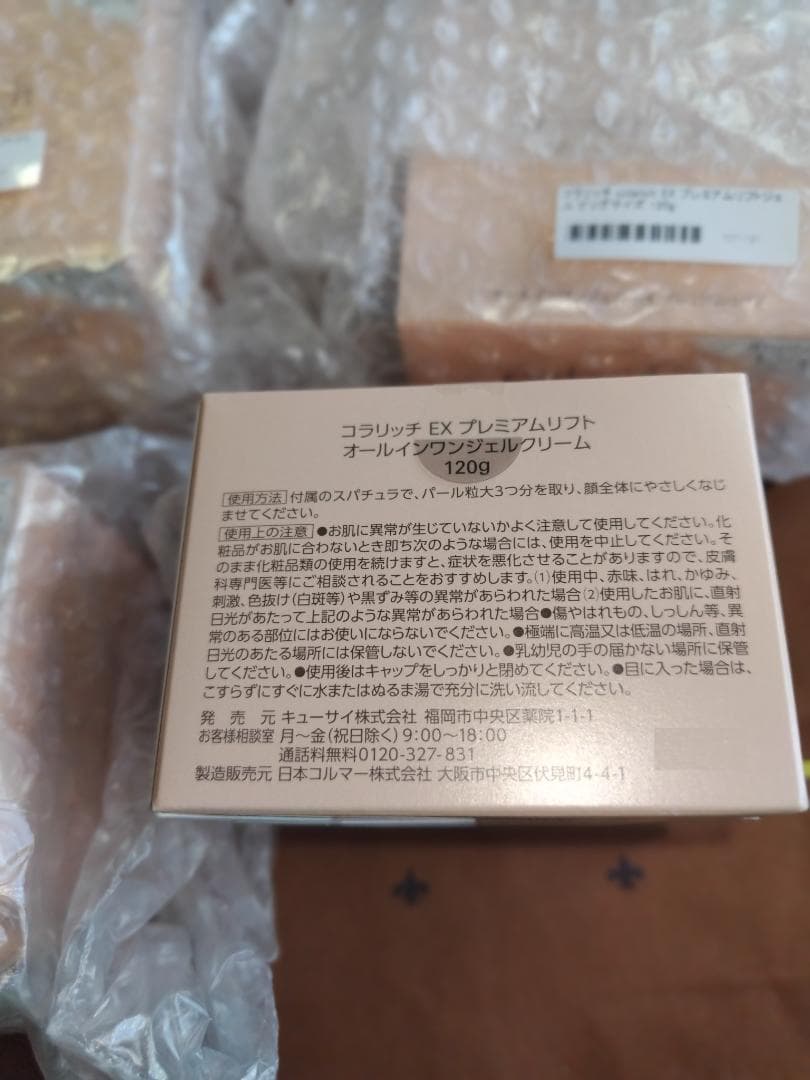 コラリッチ EX プレミアムリフトジェ
コラリッチ EX プレミアムリフト
オールインワンジェルクリーム
120g
使用方法 付属のスパチュラで、パール粒大3つ分を取り、顔全体にやさしくなじ
ませてください。
使用上の注意 ●お肌に異常が生じていないかよく注意して使用してください。化
粧品がお肌に合わないとき即ち次のような場合には、使用を中止してください。そ
のまま化粧品類の使用を続けますと、症状を悪化させることがありますので、皮膚
科専門医等にご相談されることをおすすめします。(1)使用中、赤味、はれ、かゆみ、
刺激、色抜け(白斑等)や黒ずみ等の異常があらわれた場合(2)使用したお肌に、直射
日光があたって上記のような異常があらわれた場合●傷やはれもの、しっしん等、異
常のある部位にはお使いにならないでください。●極端に高温又は低温の場所、直射
日光のあたる場所には保管しないでください。●乳幼児の手の届かない場所に保管
してください。●使用後はキャップをしっかりと閉めてください。●目に入った場合は、
こすらずにすぐに水またはぬるま湯で充分に洗い流してください。
発売元 キューサイ株式会社 福岡市中央区薬院1-1-1
お客様相談室 月~金(祝日除く)9:00~18:00
通話料無料0120-327-831
製造販売元 日本コルマー株式会社 大阪市中央区伏見町4-4-1